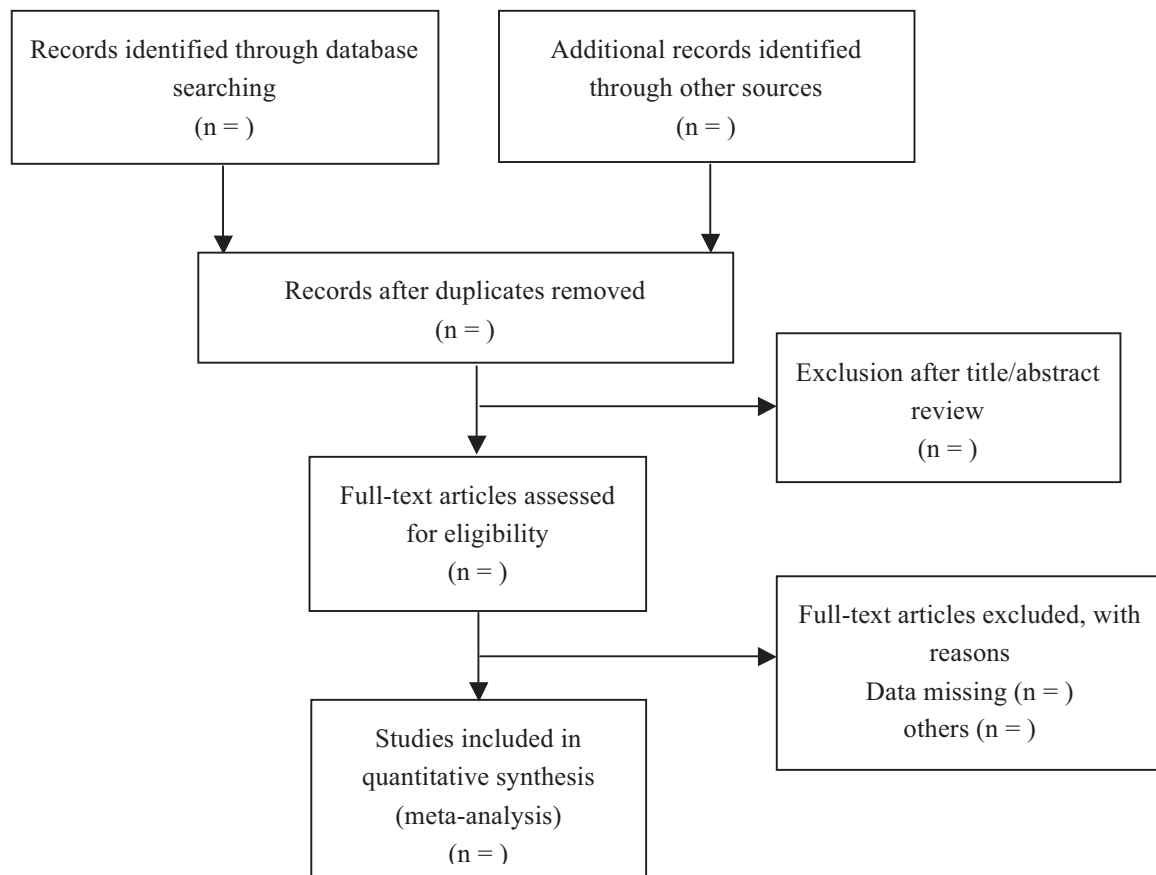 Records identified through database
searching
(n = )
Additional records identified
through other sources
(n = )
Records after duplicates removed
(n = )
Exclusion after title/abstract
review
(n = )
Full-text articles assessed
for eligibility
(n = )
Full-text articles excluded, with
reasons
Data missing (n = )
others (n = )
Studies included in
quantitative synthesis
(meta-analysis)
(n = )